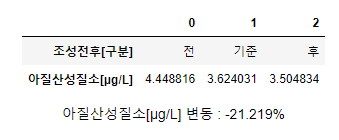 0 1 2
조성전후[구분] 전 기준 후
아질산성질소[μg/L] 4.448816 3.624031 3.504834
아질산성질소[μg/L] 변동 : -21.219%